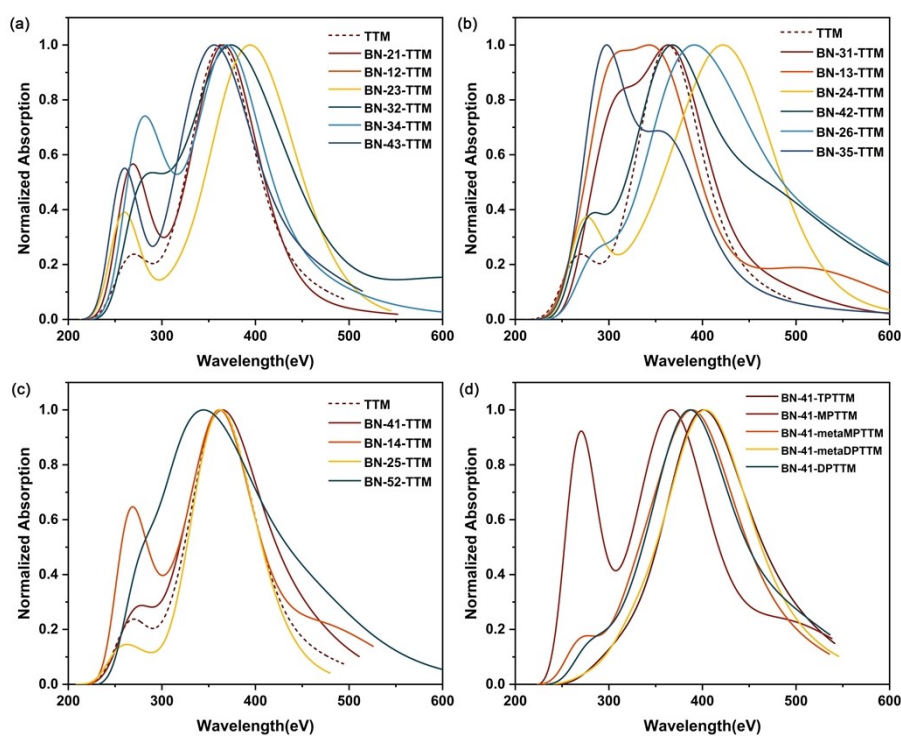 (a)
TTM
BN-21-TTM
BN-12-TTM
BN-23-TTM
BN-32-TTM
BN-34-TTM
BN-43-TTM
Normalized Absorption
1.0
0.8
0.6
0.4
0.2
0.0
200 300 400 500 600
Wavelength(eV)
(b)
TTM
BN-31-TTM
BN-13-TTM
BN-24-TTM
BN-42-TTM
BN-26-TTM
BN-35-TTM
Normalized Absorption
1.0
0.8
0.6
0.4
0.2
0.0
200 300 400 500 600
Wavelength(eV)
(c)
TTM
BN-41-TTM
BN-14-TTM
BN-25-TTM
BN-52-TTM
Normalized Absorption
1.0
0.8
0.6
0.4
0.2
0.0
200 300 400 500 600
Wavelength(eV)
(d)
BN-41-TPTTM
BN-41-MPTTM
BN-41-metaMPTTM
BN-41-metaDPTTM
BN-41-DPTTM
Normalized Absorption
1.0
0.8
0.6
0.4
0.2
0.0
200 300 400 500 600
Wavelength(eV)